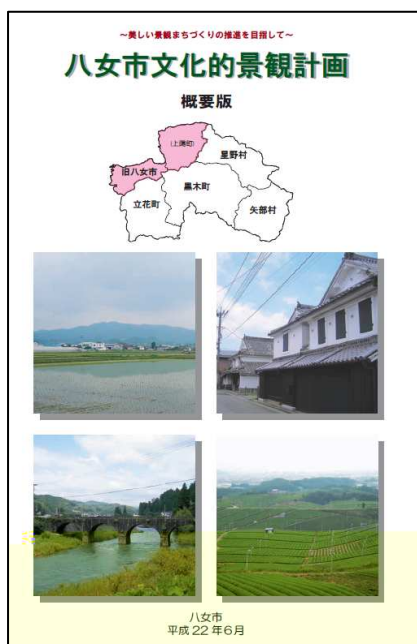 ～美しい景観まちづくりの推進を目指して～
八女市文化的景観計画
概要版
(上陽町)
星野村
旧八女市
黒木町
立花町
矢部村
八女市
平成22年6月